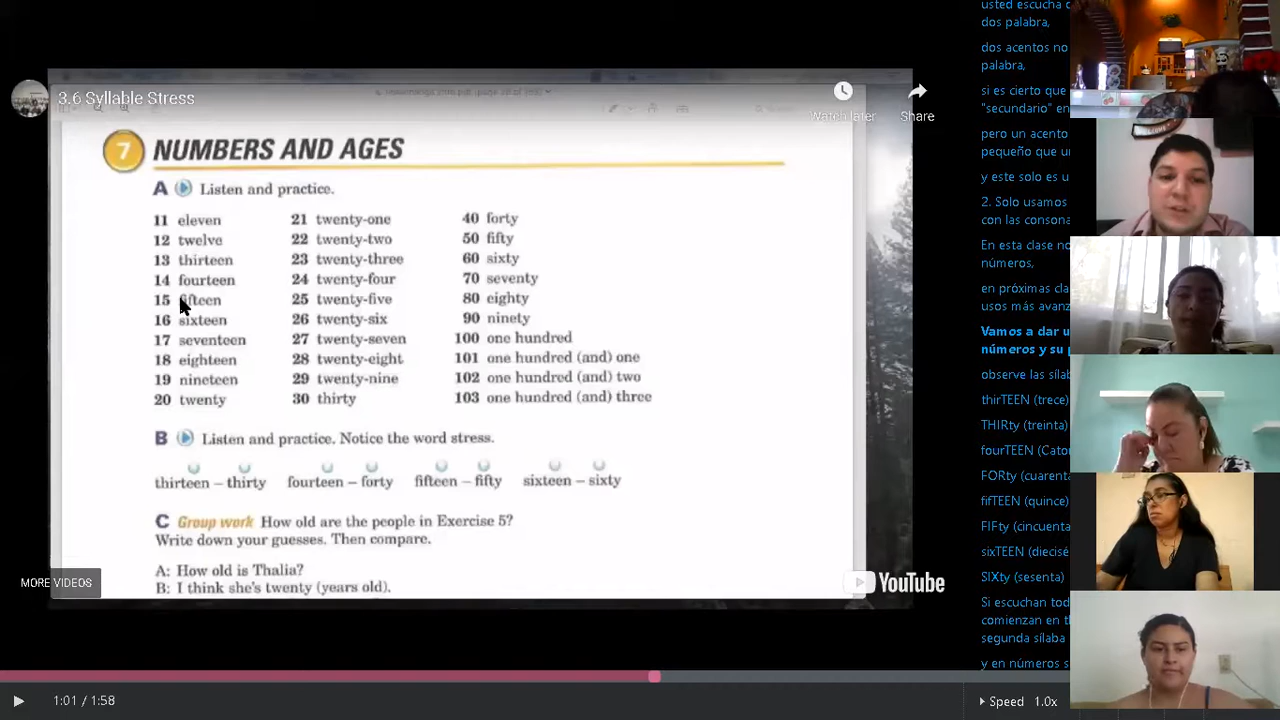 3.6 Syllable Stress
Watch later
Share
7 NUMBERS AND AGES
A Listen and practice.
11 eleven
12 twelve
13 thirteen
14 fourteen
15 fifteen
16 sixteen
17 seventeen
18 eighteen
19 nineteen
20 twenty
21 twenty-one
22 twenty-two
23 twenty-three
24 twenty-four
25 twenty-five
26 twenty-six
27 twenty-seven
28 twenty-eight
29 twenty-nine
30 thirty
40 forty
50 fifty
60 sixty
70 seventy
80 eighty
90 ninety
100 one hundred
101 one hundred (and) one
102 one hundred (and) two
103 one hundred (and) three
B Listen and practice. Notice the word stress.
thirteen – thirty fourteen – forty fifteen – fifty sixteen – sixty
C Group work How old are the people in Exercise 5?
Write down your guesses. Then compare.
A: How old is Thalia?
B: I think she's twenty (years old).
MORE VIDEOS
YouTube
1:01 / 1:58
Speed 1.0x
usted escucha
dos palabra,
dos acentos no
palabra,
si es cierto que
"secundario" en
pero un acento
pequeño que
y este solo es
2. Solo usamos
con las
En esta clase
números,
en próximas
usos más
Vamos a dar
números y su
observe las
thirTEEN (trece)
THIRty (treinta)
fourTEEN
FORty
fifTEEN (quince)
FIFty
sixTEEN
SIXty (sesenta)
Si escuchan
comienzan en
segunda sílaba
y en números